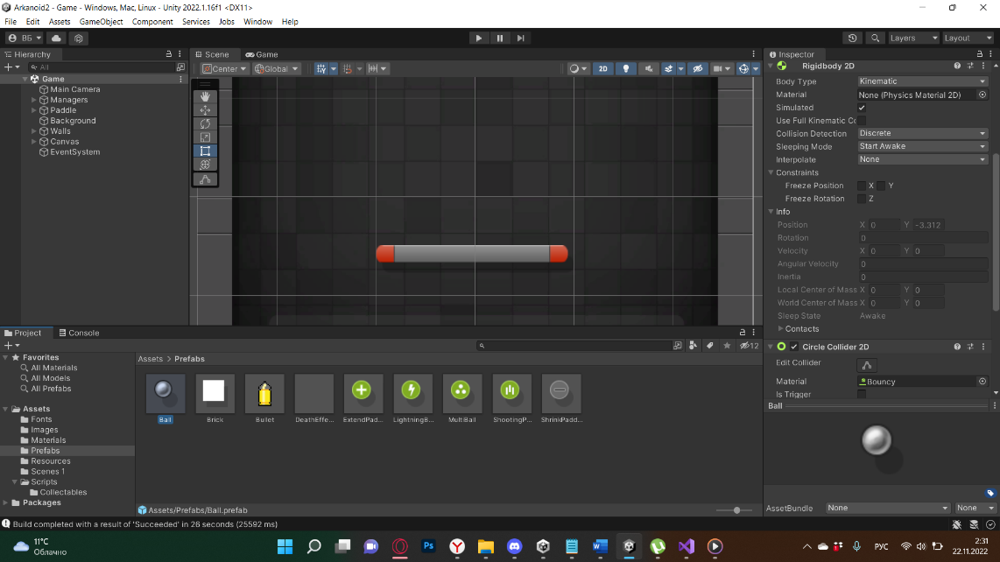 Arkanoid2 - Game - Windows, Mac, Linux - Unity 2022.1.16f1 <DX11>
File Edit Assets GameObject Component Services Jobs Window Help
ВБ
Layers Layout
Hierarchy
All
Game
Main Camera
Managers
Paddle
Background
Walls
Canvas
EventSystem
Scene Game
Center Global 2D
Inspector
Rigidbody 2D
Body Type Kinematic
Material None (Physics Material 2D)
Simulated
Use Full Kinematic Co
Collision Detection Discrete
Sleeping Mode Start Awake
Interpolate None
Constraints
Freeze Position X Y
Freeze Rotation Z
Info
Position X 0 Y -3.312
Rotation 0
Velocity X 0 Y 0
Angular Velocity 0
Inertia 0
Local Center of Mass X 0 Y 0
World Center of Mass X 0 Y 0
Sleep State Awake
Contacts
Circle Collider 2D
Edit Collider
Material Bouncy
Is Trigger
Ball
AssetBundle None None
Project Console
12
Favorites
All Materials
All Models
All Prefabs
Assets
Fonts
Images
Materials
Prefabs
Resources
Scenes 1
Scripts
Collectables
Packages
Assets > Prefabs
Ball Brick Bullet DeathEffe... ExtendPad... LightningB... MultiBall ShootingP... ShrinkPadd...
Assets/Prefabs/Ball.prefab
Build completed with a result of 'Succeeded' in 26 seconds (25592 ms)
11°C
Облачно
РУС
2:31
22.11.2022